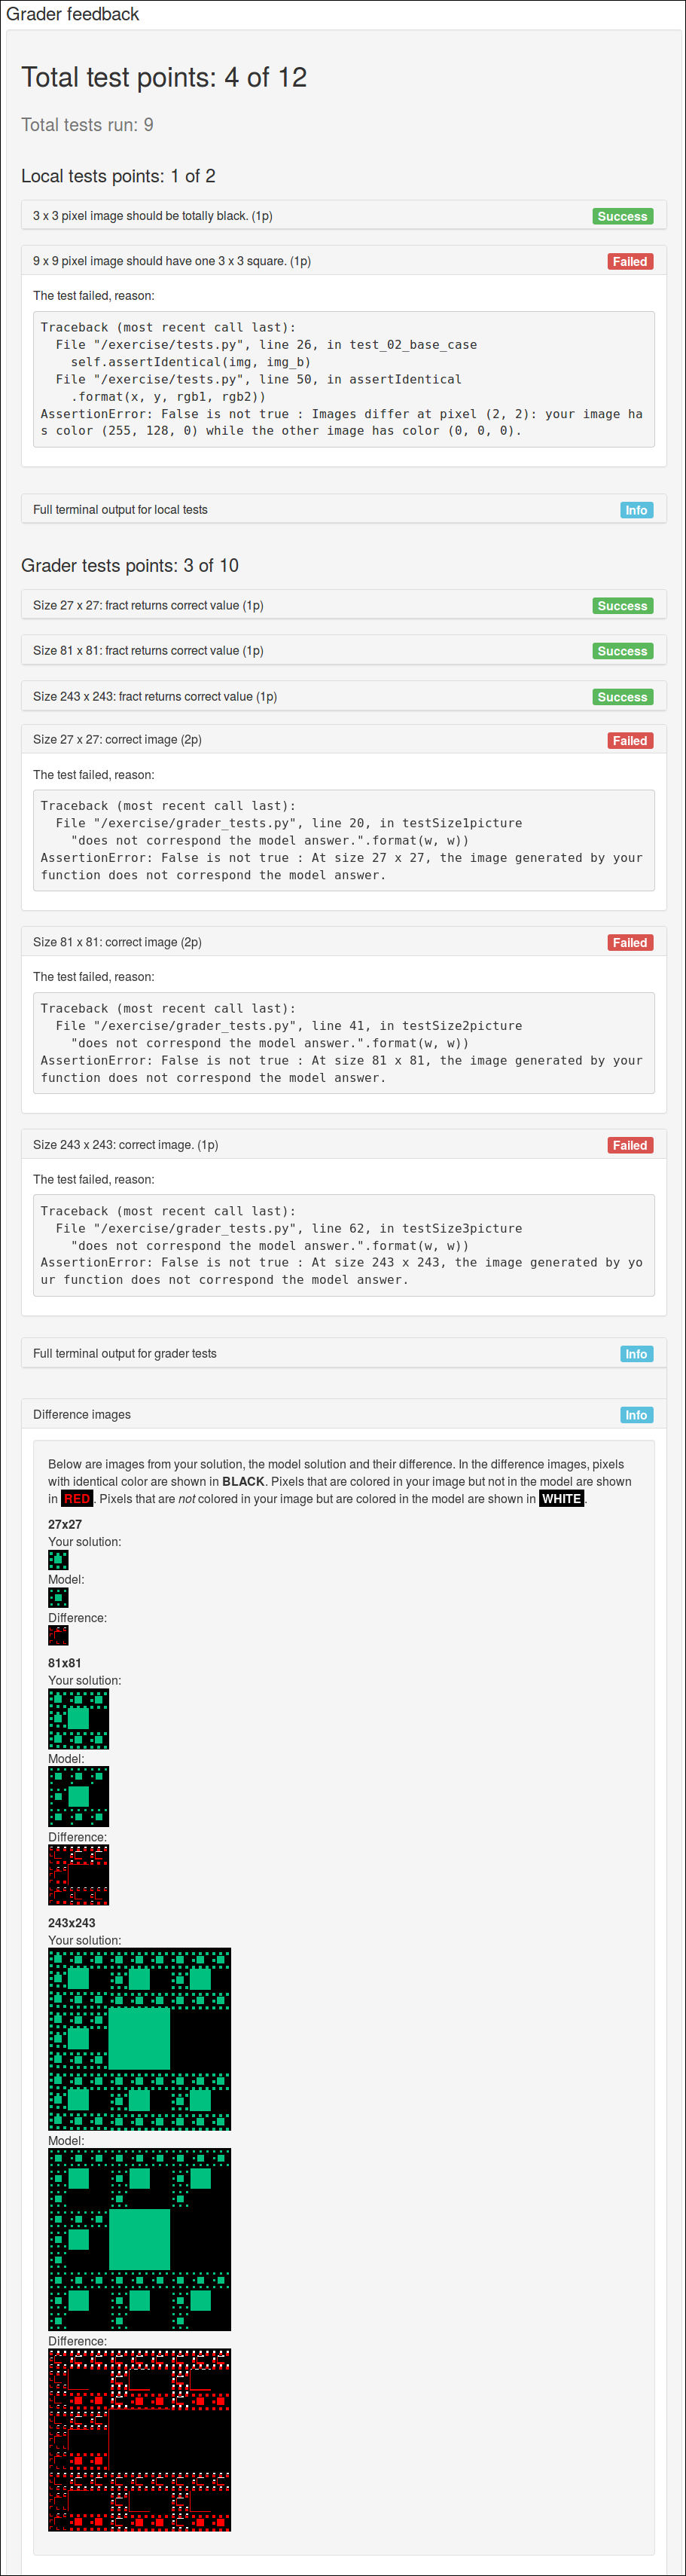 Grader feedback
Total test points: 4 of 12
Total tests run: 9
Local tests points: 1 of 2
3 x 3 pixel image should be totally black. (1p)
Success
9 x 9 pixel image should have one 3 x 3 square. (1p)
Failed
The test failed, reason:
Traceback (most recent call last):
  File "/exercise/tests.py", line 26, in test_02_base_case
    self.assertIdentical(img, img_b)
  File "/exercise/tests.py", line 50, in assertIdentical
    .format(x, y, rgb1, rgb2))
AssertionError: False is not true : Images differ at pixel (2, 2): your image ha
s color (255, 128, 0) while the other image has color (0, 0, 0).
Full terminal output for local tests
Info
Grader tests points: 3 of 10
Size 27 x 27: fract returns correct value (1p)
Success
Size 81 x 81: fract returns correct value (1p)
Success
Size 243 x 243: fract returns correct value (1p)
Success
Size 27 x 27: correct image (2p)
Failed
The test failed, reason:
Traceback (most recent call last):
  File "/exercise/grader_tests.py", line 20, in testSize1picture
    "does not correspond the model answer.".format(w, w))
AssertionError: False is not true : At size 27 x 27, the image generated by your
function does not correspond the model answer.
Size 81 x 81: correct image (2p)
Failed
The test failed, reason:
Traceback (most recent call last):
  File "/exercise/grader_tests.py", line 41, in testSize2picture
    "does not correspond the model answer.".format(w, w))
AssertionError: False is not true : At size 81 x 81, the image generated by your
function does not correspond the model answer.
Size 243 x 243: correct image. (1p)
Failed
The test failed, reason:
Traceback (most recent call last):
  File "/exercise/grader_tests.py", line 62, in testSize3picture
    "does not correspond the model answer.".format(w, w))
AssertionError: False is not true : At size 243 x 243, the image generated by yo
ur function does not correspond the model answer.
Full terminal output for grader tests
Info
Difference images
Info
Below are images from your solution, the model solution and their difference. In the difference images, pixels
with identical color are shown in BLACK. Pixels that are colored in your image but not in the model are shown
in RED. Pixels that are not colored in your image but are colored in the model are shown in WHITE.
27x27
Your solution:
Model:
Difference:
81x81
Your solution:
Model:
Difference:
243x243
Your solution:
Model:
Difference: